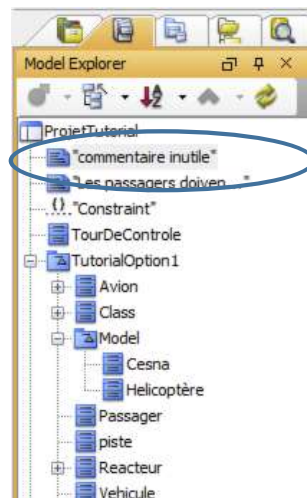 Model Explorer
ProjetTutorial
"commentaire inutile"
"Les passagers doiven..."
"Constraint"
TourDeControle
TutorialOption1
Avion
Class
Model
Cesna
Helicoptère
Passager
piste
Reacteur
Vehicule